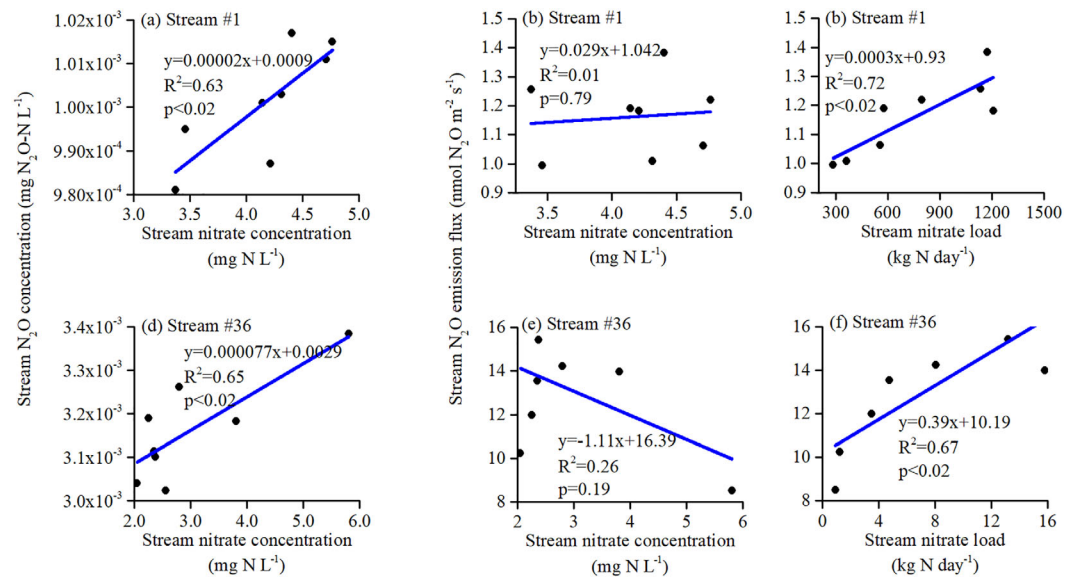 Stream N₂O concentration (mg N₂O-N L⁻¹)
(a) Stream #1
1.02x10⁻³
1.01x10⁻³
1.00x10⁻³
9.90x10⁻⁴
9.80x10⁻⁴
y=0.00002x+0.0009
R²=0.63
p<0.02
3.0 3.5 4.0 4.5 5.0
Stream nitrate concentration
(mg N L⁻¹)
Stream N₂O emission flux (nmol N₂O m⁻² s⁻¹)
(b) Stream #1
1.5
1.4
1.3
1.2
1.1
1.0
0.9
y=0.029x+1.042
R²=0.01
p=0.79
3.5 4.0 4.5 5.0
Stream nitrate concentration
(mg N L⁻¹)
(b) Stream #1
1.5
1.4
1.3
1.2
1.1
1.0
0.9
y=0.0003x+0.93
R²=0.72
p<0.02
300 600 900 1200 1500
Stream nitrate load
(kg N day⁻¹)
(d) Stream #36
3.4x10⁻³
3.3x10⁻³
3.2x10⁻³
3.1x10⁻³
3.0x10⁻³
y=0.000077x+0.0029
R²=0.65
p<0.02
2.0 3.0 4.0 5.0 6.0
Stream nitrate concentration
(mg N L⁻¹)
(e) Stream #36
16
14
12
10
8
y=-1.11x+16.39
R²=0.26
p=0.19
2 3 4 5 6
Stream nitrate concentration
(mg N L⁻¹)
(f) Stream #36
16
14
12
10
8
y=0.39x+10.19
R²=0.67
p<0.02
0 4 8 12 16
Stream nitrate load
(kg N day⁻¹)